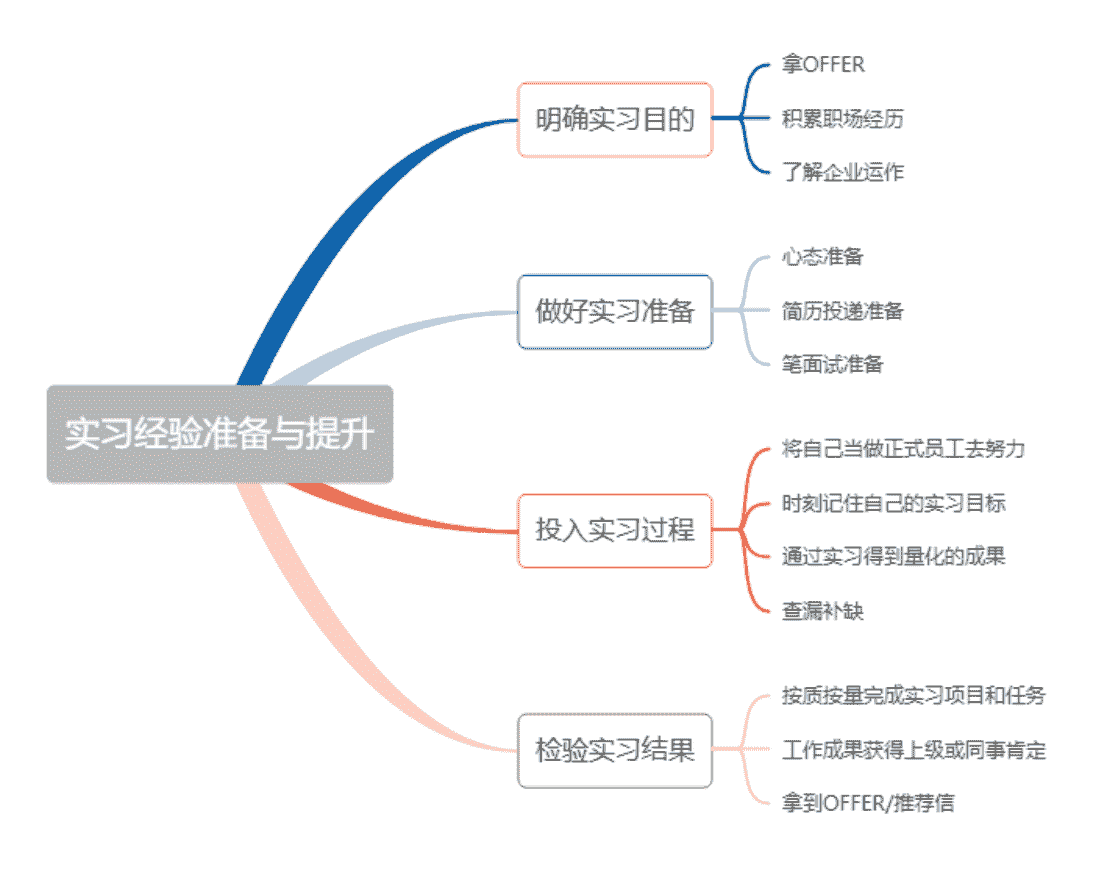 实习经验准备与提升
明确实习目的
拿OFFER
积累职场经历
了解企业运作
做好实习准备
心态准备
简历投递准备
笔面试准备
投入实习过程
将自己当做正式员工去努力
时刻记住自己的实习目标
通过实习得到量化的成果
查漏补缺
检验实习结果
按质按量完成实习项目和任务
工作成果获得上级或同事肯定
拿到OFFER/推荐信